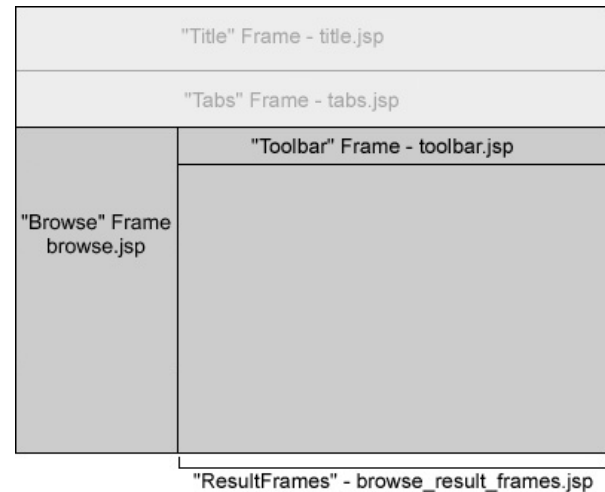 "Title" Frame - title.jsp
"Tabs" Frame - tabs.jsp
"Toolbar" Frame - toolbar.jsp
"Browse" Frame
browse.jsp
"ResultFrames" - browse_result_frames.jsp